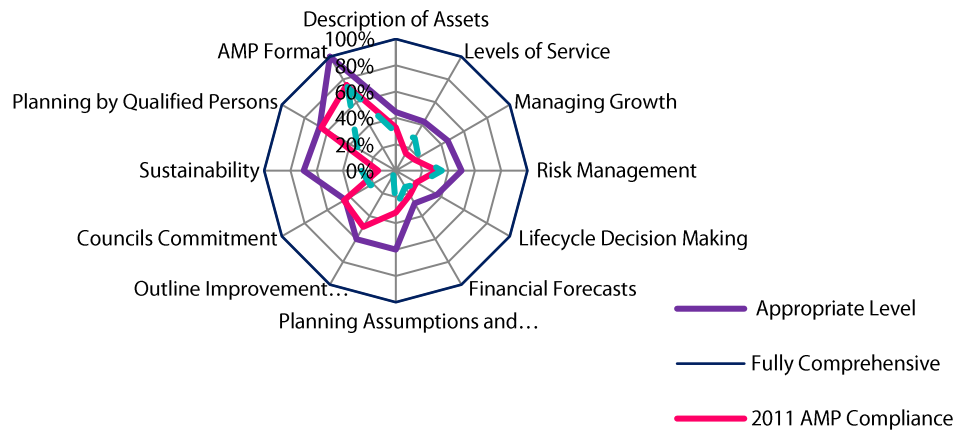 Description of Assets
100%
AMP Format
Levels of Service
80%
60%
Planning by Qualified Persons
Managing Growth
40%
20%
Sustainability
0%
Risk Management
Councils Commitment
Lifecycle Decision Making
Outline Improvement…
Financial Forecasts
Planning Assumptions and…
Appropriate Level
Fully Comprehensive
2011 AMP Compliance